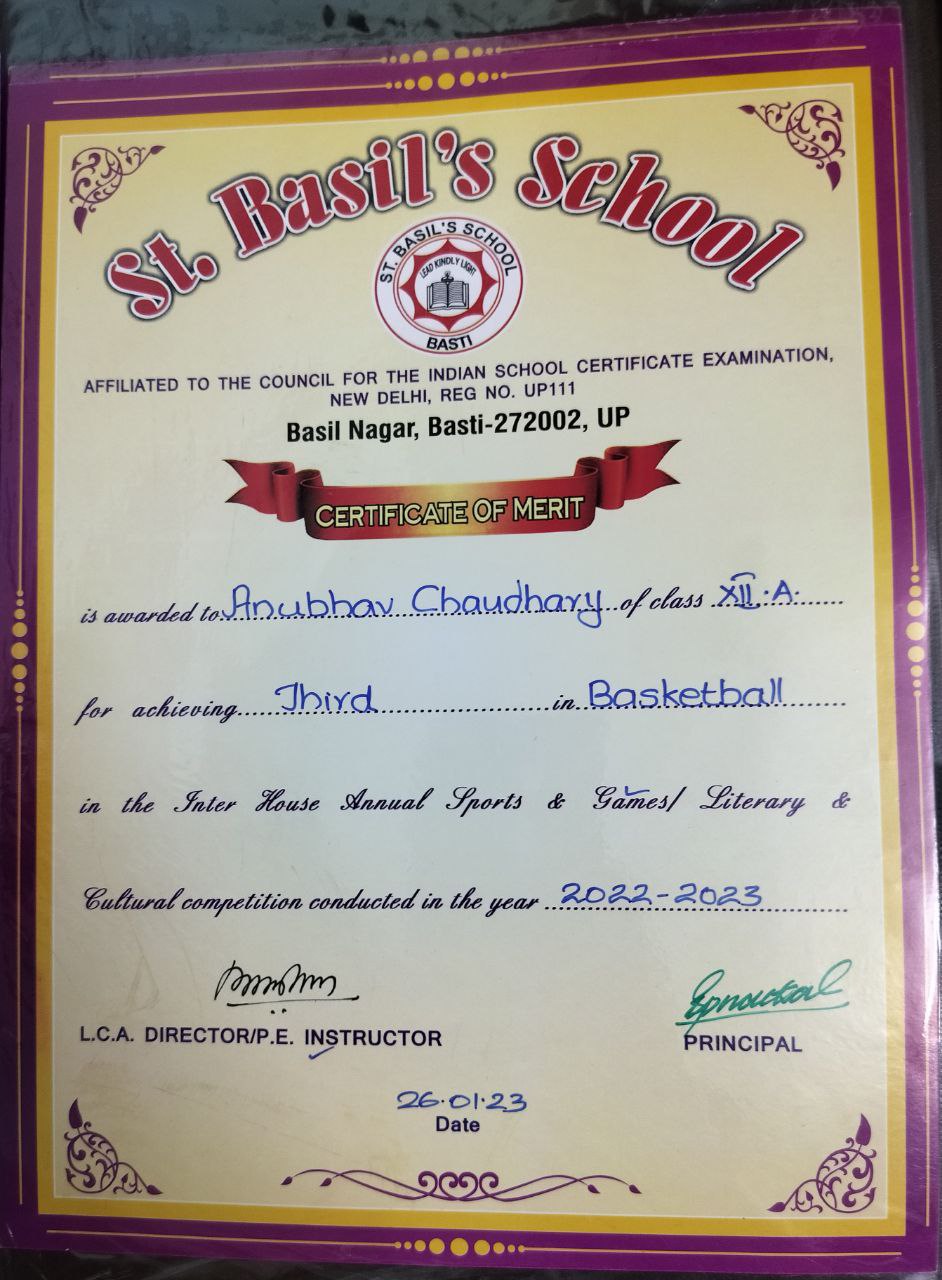 St. Basil's School
ST. BASIL'S SCHOOL
LEAD KINDLY LIGHT
BASTI
AFFILIATED TO THE COUNCIL FOR THE INDIAN SCHOOL CERTIFICATE EXAMINATION,
NEW DELHI, REG NO. UP111
Basil Nagar, Basti-272002, UP
CERTIFICATE OF MERIT
is awarded to Anubhav Chaudhary of class XII.A.
for achieving Third in Basketball
in the Inter House Annual Sports & Games/ Literary &
Cultural competition conducted in the year 2022-2023
L.C.A. DIRECTOR/P.E. INSTRUCTOR
PRINCIPAL
26.01.23
Date